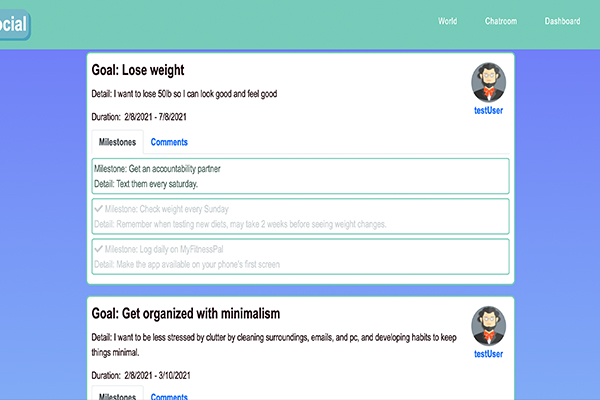 ocial
World Chatroom Dashboard
Goal: Lose weight
Detail: I want to lose 50lb so I can look good and feel good
testUser
Duration: 2/8/2021 - 7/8/2021
Milestones Comments
Milestone: Get an accountability partner
Detail: Text them every saturday.
Milestone: Check weight every Sunday
Detail: Remember when testing new diets, may take 2 weeks before seeing weight changes.
Milestone: Log daily on MyFitnessPal
Detail: Make the app available on your phone's first screen
Goal: Get organized with minimalism
Detail: I want to be less stressed by clutter by cleaning surroundings, emails, and pc, and developing habits to keep
things minimal.
testUser
Duration: 2/8/2021 - 3/10/2021
Milestones Comments